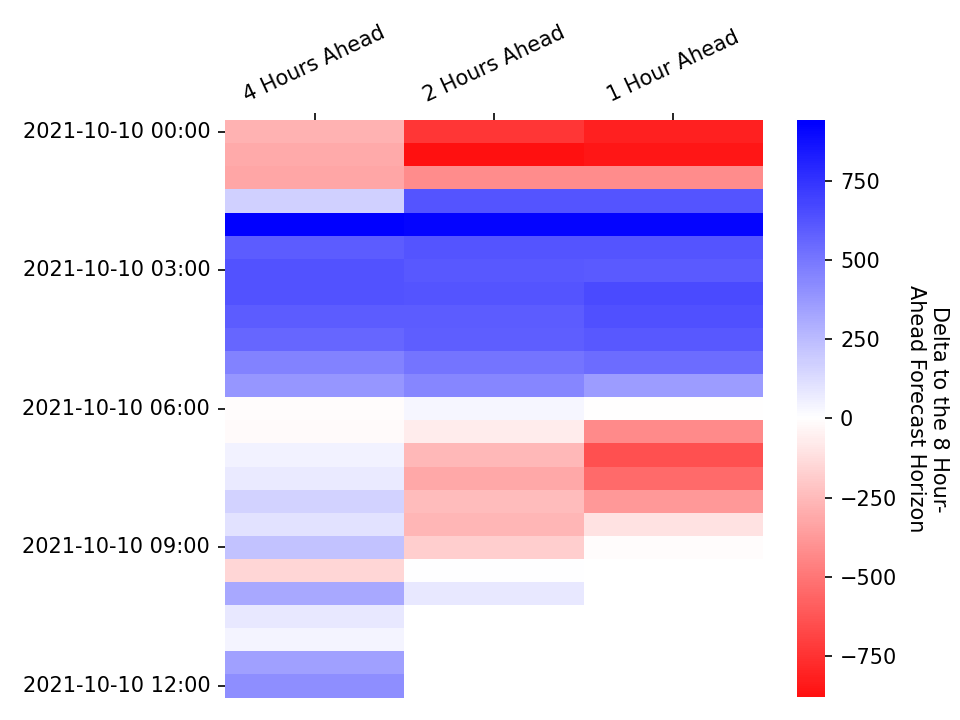 4 Hours Ahead
2 Hours Ahead
1 Hour Ahead
2021-10-10 00:00
2021-10-10 03:00
2021-10-10 06:00
2021-10-10 09:00
2021-10-10 12:00
750
500
250
0
−250
−500
−750
Delta to the 8 Hour-
Ahead Forecast Horizon